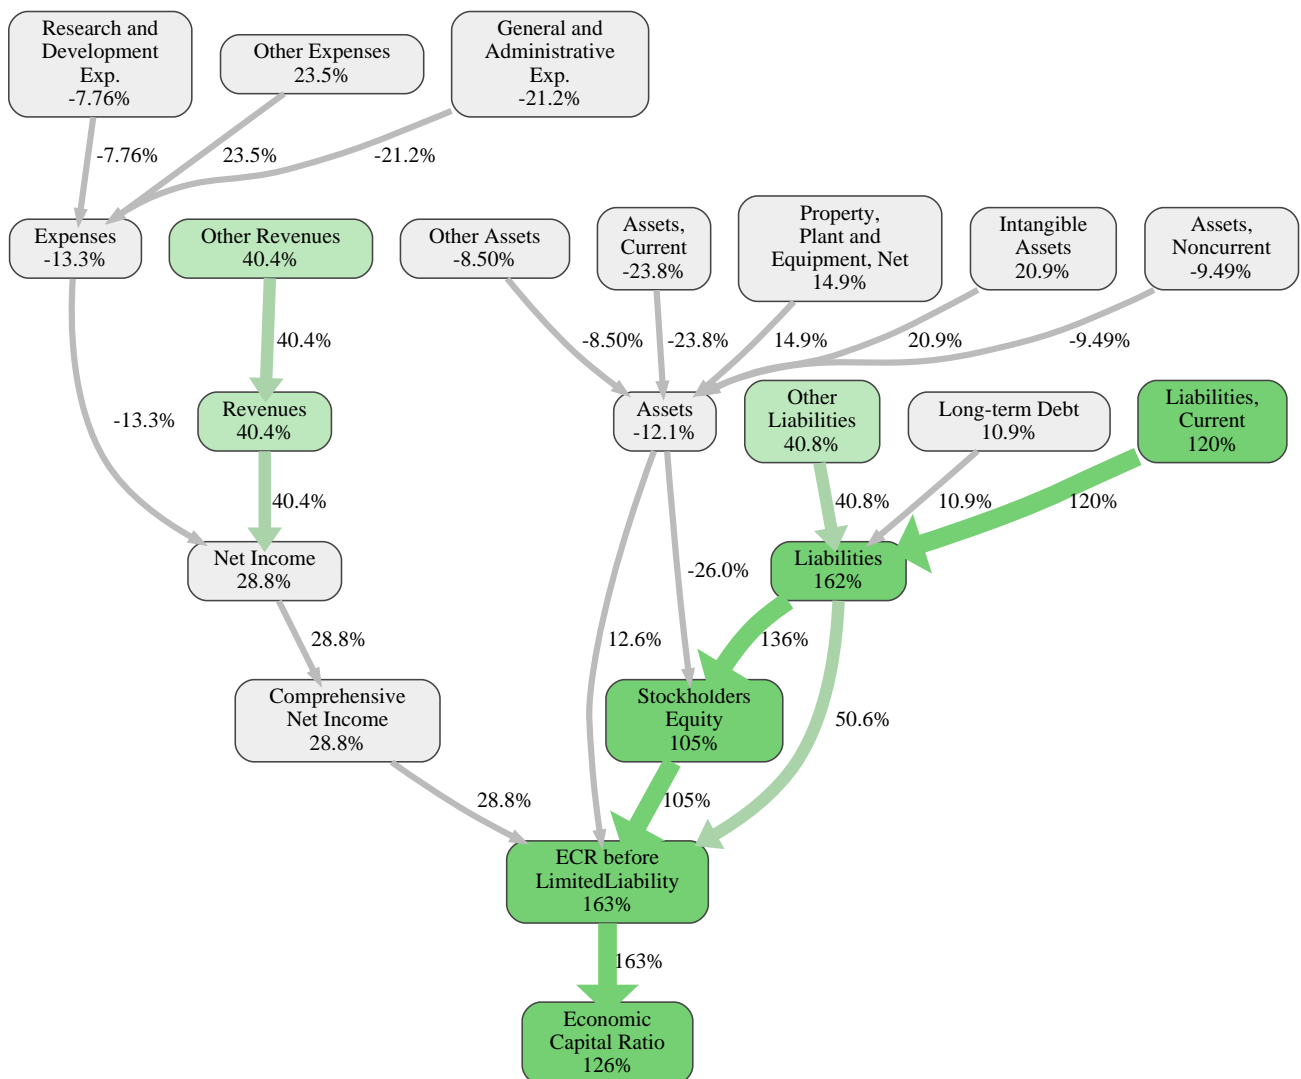 Research and
Development
Exp.
-7.76%
Other Expenses
23.5%
General and
Administrative
Exp.
-21.2%
-7.76%
23.5%
-21.2%
Expenses
-13.3%
Other Revenues
40.4%
Other Assets
-8.50%
Assets,
Current
-23.8%
Property,
Plant and
Equipment, Net
14.9%
Intangible
Assets
20.9%
Assets,
Noncurrent
-9.49%
40.4%
-8.50%
-23.8%
14.9%
20.9%
-9.49%
-13.3%
Revenues
40.4%
Assets
-12.1%
Other
Liabilities
40.8%
Long-term Debt
10.9%
Liabilities,
Current
120%
40.4%
40.8%
10.9%
120%
Net Income
28.8%
-26.0%
Liabilities
162%
28.8%
12.6%
136%
Comprehensive
Net Income
28.8%
Stockholders
Equity
105%
50.6%
28.8%
105%
ECR before
LimitedLiability
163%
163%
Economic
Capital Ratio
126%